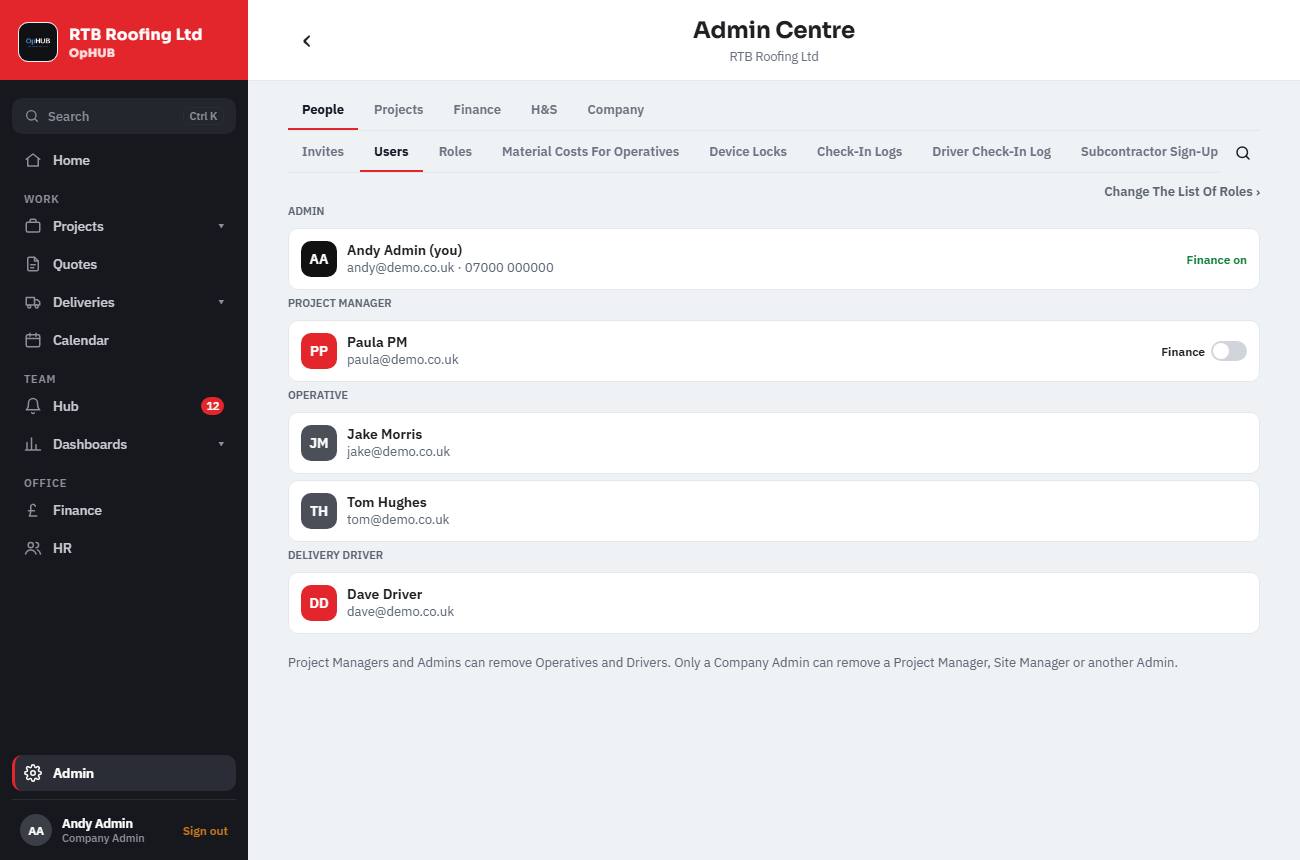 OpHUB
RTB Roofing Ltd
OpHUB
Search
Ctrl K
Home
WORK
Projects
Quotes
Deliveries
Calendar
TEAM
Hub
12
Dashboards
OFFICE
Finance
HR
Admin
AA
Andy Admin
Company Admin
Sign out
Admin Centre
RTB Roofing Ltd
People Projects Finance H&S Company
Invites Users Roles Material Costs For Operatives Device Locks Check-In Logs Driver Check-In Log Subcontractor Sign-Up
Change The List Of Roles ›
ADMIN
AA
Andy Admin (you)
andy@demo.co.uk · 07000 000000
Finance on
PROJECT MANAGER
PP
Paula PM
paula@demo.co.uk
Finance
OPERATIVE
JM
Jake Morris
jake@demo.co.uk
TH
Tom Hughes
tom@demo.co.uk
DELIVERY DRIVER
DD
Dave Driver
dave@demo.co.uk
Project Managers and Admins can remove Operatives and Drivers. Only a Company Admin can remove a Project Manager, Site Manager or another Admin.